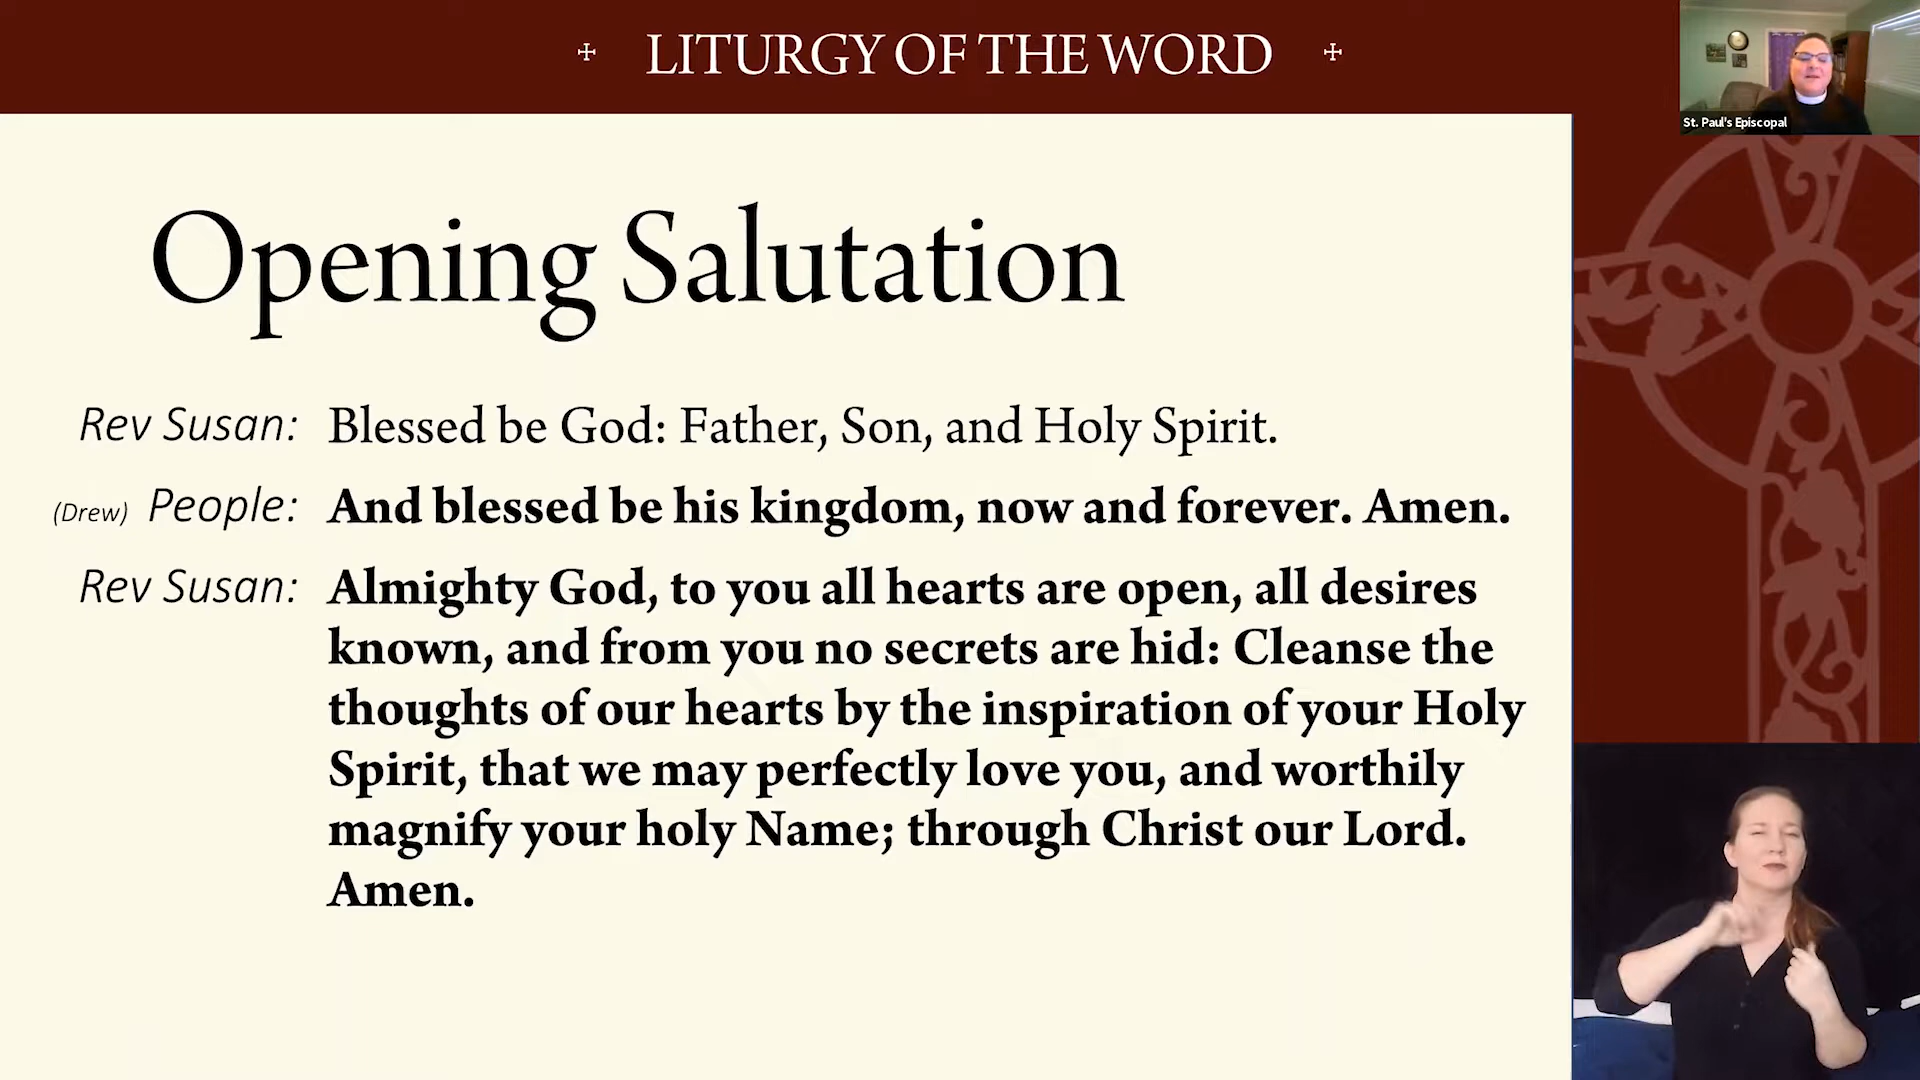 LITURGY OF THE WORD
St. Paul's Episcopal
Opening Salutation
Rev Susan: Blessed be God: Father, Son, and Holy Spirit.
(Drew) People: And blessed be his kingdom, now and forever. Amen.
Rev Susan: Almighty God, to you all hearts are open, all desires
known, and from you no secrets are hid: Cleanse the
thoughts of our hearts by the inspiration of your Holy
Spirit, that we may perfectly love you, and worthily
magnify your holy Name; through Christ our Lord.
Amen.